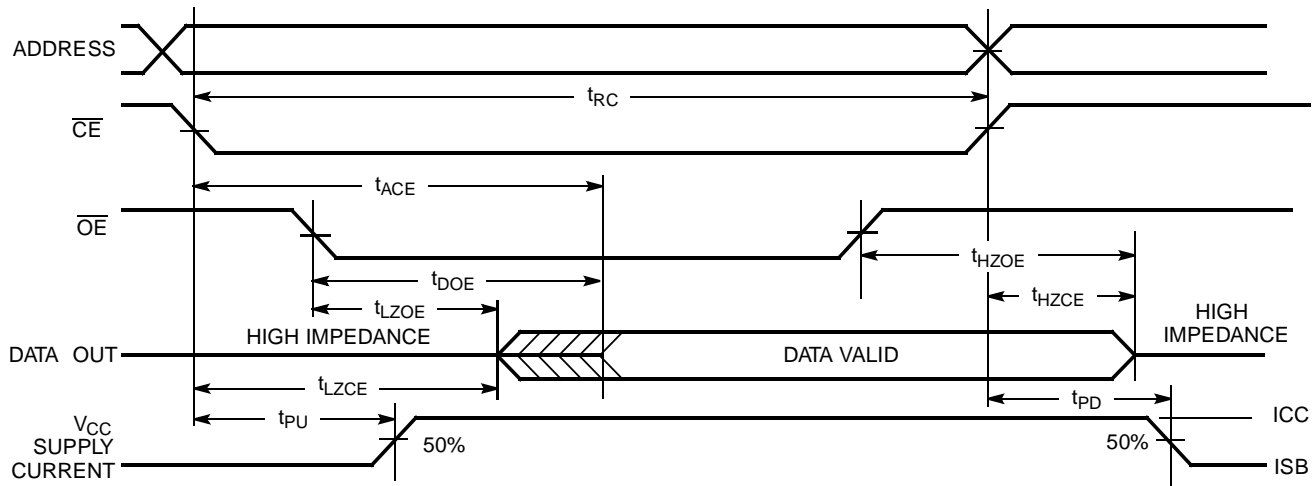 ADDRESS
tRC
CE
tACE
OE
tHZOE
tDOE
tLZOE
tHZCE
HIGH IMPEDANCE
HIGH
IMPEDANCE
DATA OUT
DATA VALID
tLZCE
tPU
tPD
VCC
SUPPLY
CURRENT
50%
50%
ICC
ISB